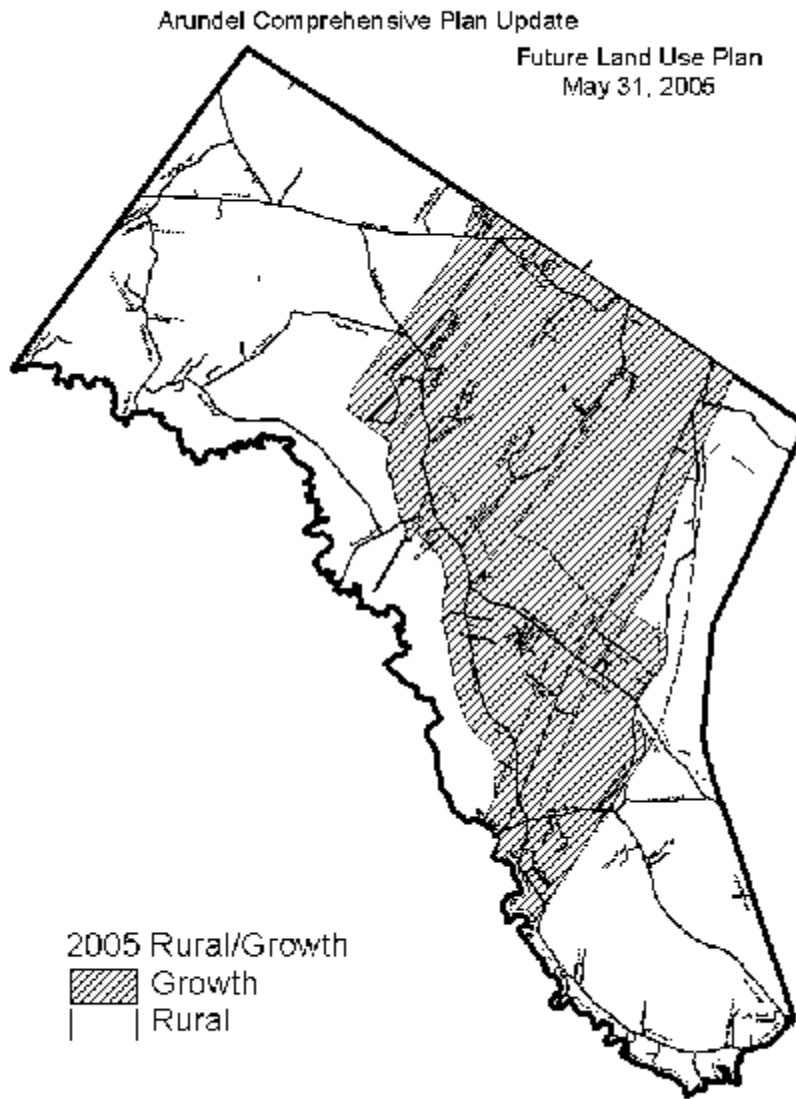 Arundel Comprehensive Plan Update
Future Land Use Plan
May 31, 2005
2005 Rural/Growth
Growth
Rural